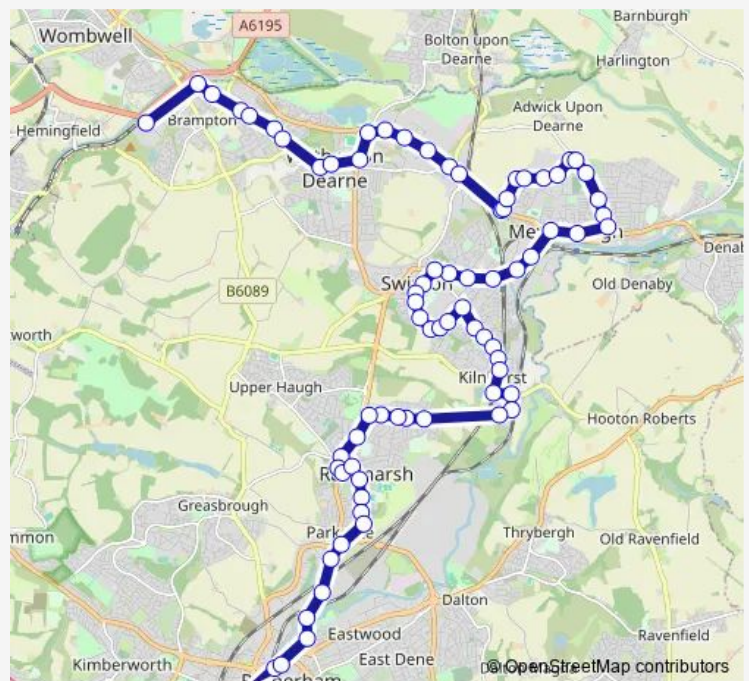 Barnburgh
A6195
Wombwell
Bolton upon
Dearne
Harlington
Adwick Upon
Dearne
Hemingfield
Brampton
Dearne
Denab
Old Denaby
B6089
worth
Upper Haugh
Hooton Roberts
Greasbrough
mmon
Thrybergh
Old Ravenfield
Dalton
Eastwood
Ravenfield
Kimberworth
East Dene
© OpenStreetMap contributors